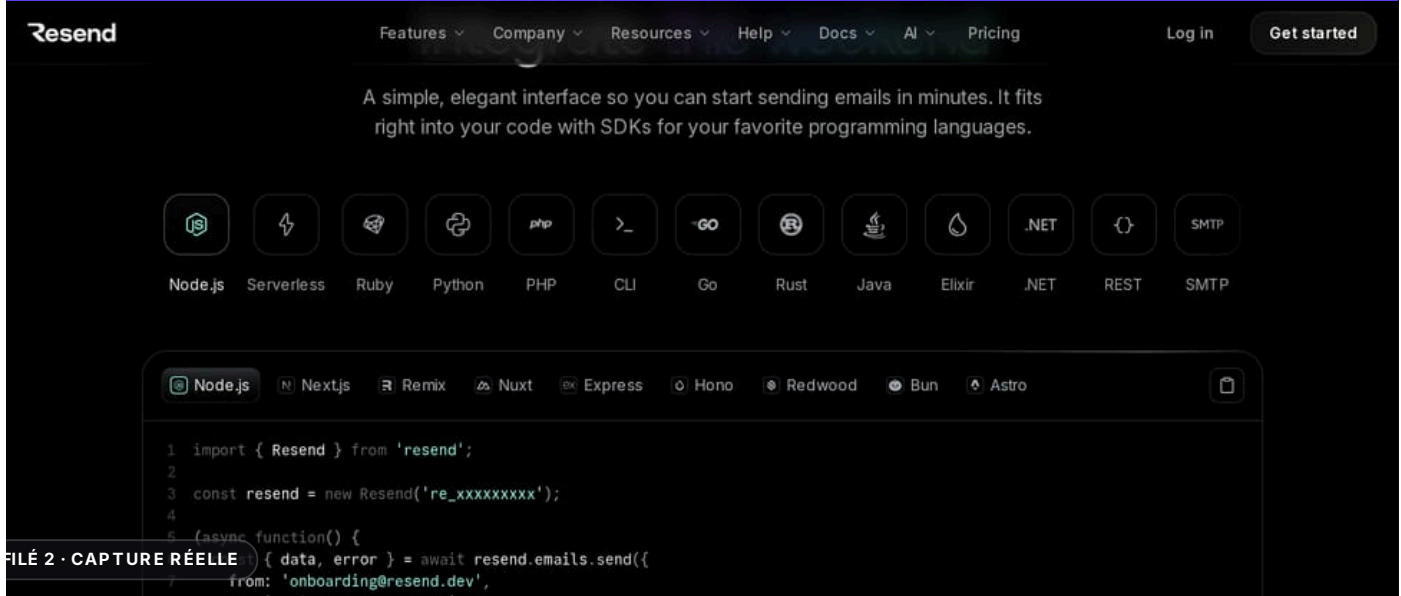 Resend
Features Company Resources Help Docs AI Pricing Log in Get started
A simple, elegant interface so you can start sending emails in minutes. It fits
right into your code with SDKs for your favorite programming languages.
JS php >_ GO R .NET {} SMTP
Node.js Serverless Ruby Python PHP CLI Go Rust Java Elixir .NET REST SMTP
Node.js Next.js Remix Nuxt Express Hono Redwood Bun Astro
1 import { Resend } from 'resend';
2
3 const resend = new Resend('re_xxxxxxxxx');
4
5 (async function() {
{ data, error } = await resend.emails.send({
FILÉ 2 · CAPTURE RÉELLE
7 from: 'onboarding@resend.dev',